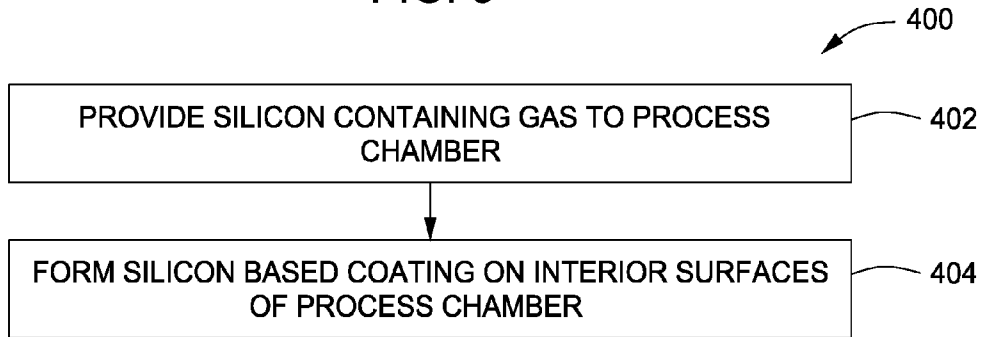 400
PROVIDE SILICON CONTAINING GAS TO PROCESS
CHAMBER
402
FORM SILICON BASED COATING ON INTERIOR SURFACES
OF PROCESS CHAMBER
404